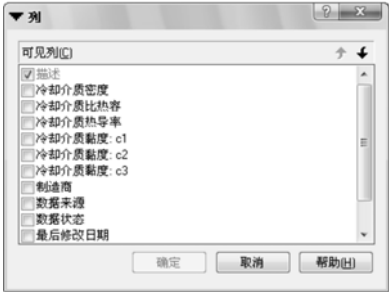 列
可见列(C)
描述
冷却介质密度
冷却介质比热容
冷却介质热导率
冷却介质黏度: c1
冷却介质黏度: c2
冷却介质黏度: c3
制造商
数据来源
数据状态
最后修改日期
确定 取消 帮助(H)